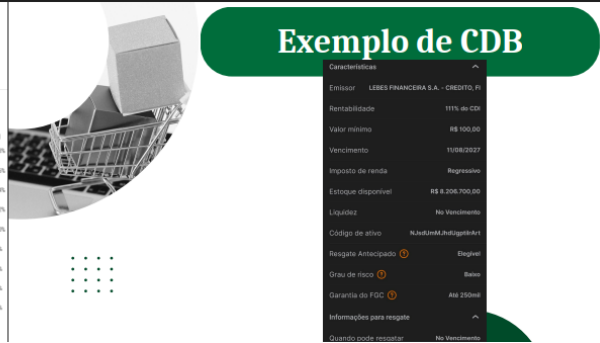 Exemplo de CDB
Características
Emissor LEBES FINANCEIRA S.A. - CREDITO, FI
Rentabilidade 111% do CDI
Valor mínimo R$ 100,00
Vencimento 11/08/2027
Imposto de renda Regressivo
Estoque disponível R$ 8.206.700,00
Liquidez No Vencimento
Código de ativo
Resgate Antecipado ? Elegível
Grau de risco ? Baixo
Garantia do FGC ? Até 250mil
Informações para resgate
Quando pode resgatar No Vencimento